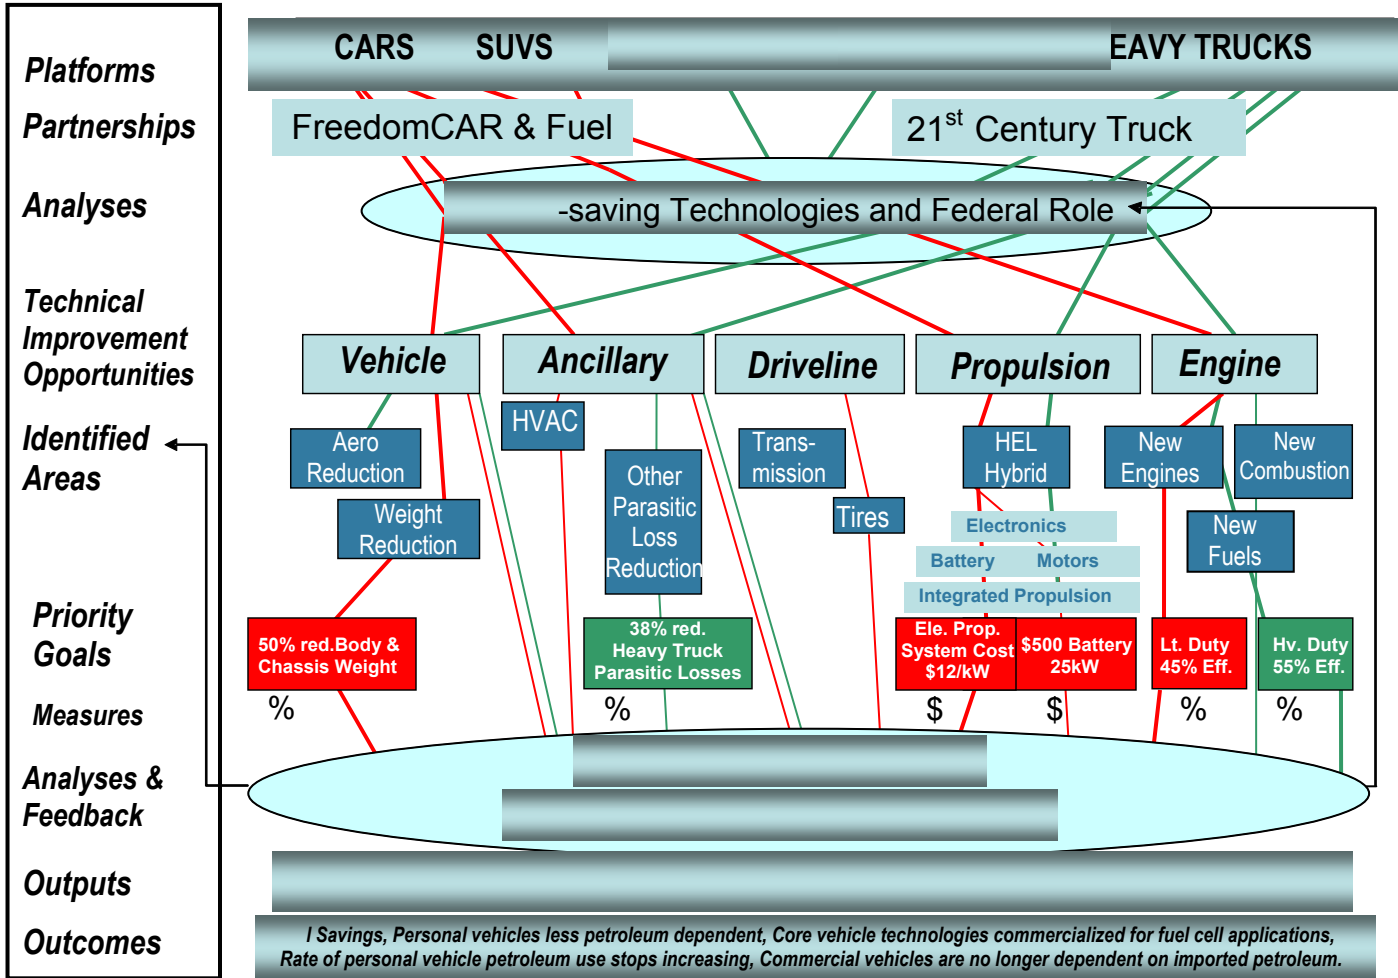 Platforms
CARS SUVS EAVY TRUCKS
Partnerships
FreedomCAR & Fuel
21st Century Truck
Analyses
-saving Technologies and Federal Role
Technical
Improvement
Opportunities
Vehicle
Ancillary
Driveline
Propulsion
Engine
Identified
Areas
Aero
Reduction
Weight
Reduction
HVAC
Other
Parasitic
Loss
Reduction
Trans-
mission
Tires
HEL
Hybrid
Electronics
Battery Motors
Integrated Propulsion
New
Engines
New
Combustion
New
Fuels
Priority
Goals
50% red.Body &
Chassis Weight
38% red.
Heavy Truck
Parasitic Losses
Ele. Prop.
System Cost
$12/kW
$500 Battery
25kW
Lt. Duty
45% Eff.
Hv. Duty
55% Eff.
Measures
% % $ $ % %
Analyses &
Feedback
Outputs
Outcomes
l Savings, Personal vehicles less petroleum dependent, Core vehicle technologies commercialized for fuel cell applications,
Rate of personal vehicle petroleum use stops increasing, Commercial vehicles are no longer dependent on imported petroleum.